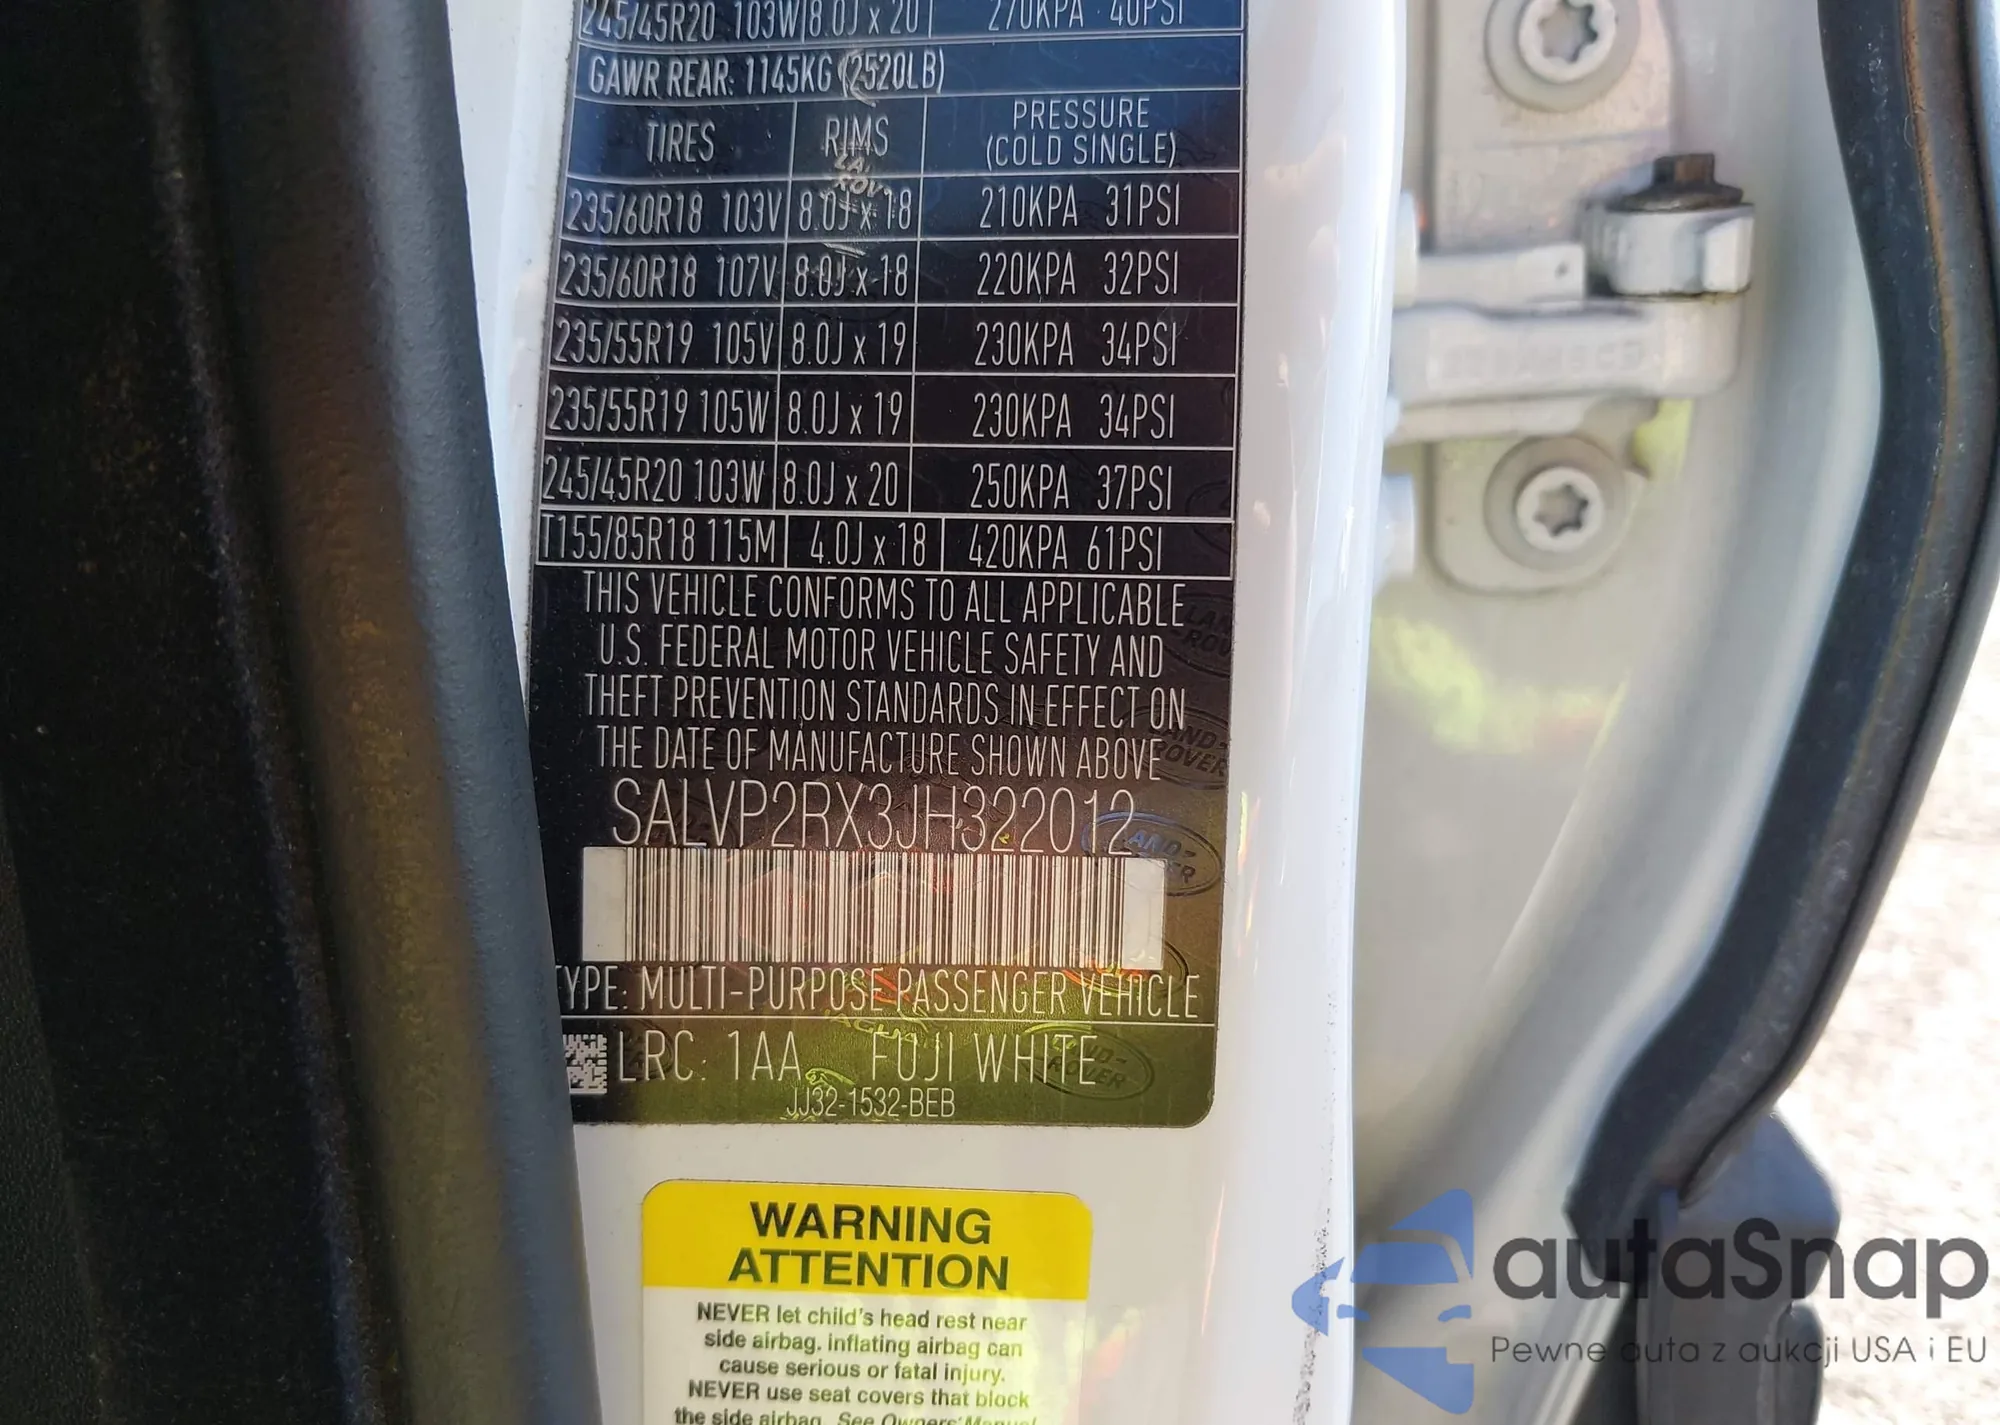 245/45R20 103W 8.0J x 20 270KPA 40PSI
GAWR REAR: 1145KG (2520LB)
TIRES RIMS PRESSURE (COLD SINGLE)
235/60R18 103V 8.0J x 18 210KPA 31PSI
235/60R18 107V 8.0J x 18 220KPA 32PSI
235/55R19 105V 8.0J x 19 230KPA 34PSI
235/55R19 105W 8.0J x 19 230KPA 34PSI
245/45R20 103W 8.0J x 20 250KPA 37PSI
T155/85R18 115M 4.0J x 18 420KPA 61PSI
THIS VEHICLE CONFORMS TO ALL APPLICABLE
U.S. FEDERAL MOTOR VEHICLE SAFETY AND
THEFT PREVENTION STANDARDS IN EFFECT ON
THE DATE OF MANUFACTURE SHOWN ABOVE
SALVP2RX3JH322012
TYPE: MULTI-PURPOSE PASSENGER VEHICLE
LRC: 1AA FUJI WHITE
JJ32-1532-BEB
WARNING
ATTENTION
NEVER let child's head rest near
side airbag, inflating airbag can
cause serious or fatal injury.
NEVER use seat covers that block
the side airbag. See Owners' Manual
autaSnap
Pewne auta z aukcji USA i EU